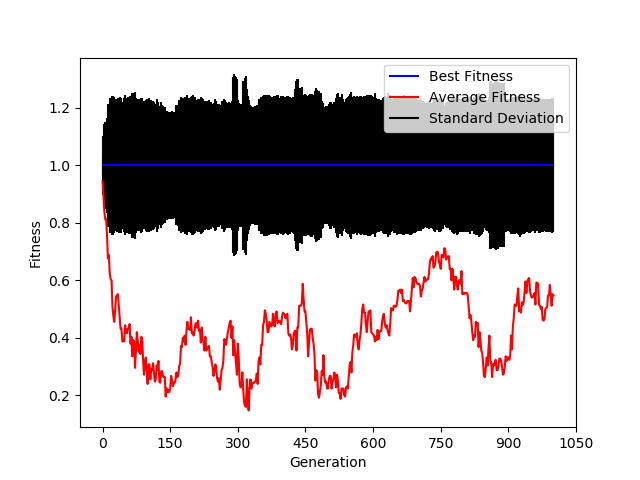 Best Fitness
Average Fitness
Standard Deviation
1.2
1.0
0.8
0.6
0.4
0.2
Fitness
0 150 300 450 600 750 900 1050
Generation